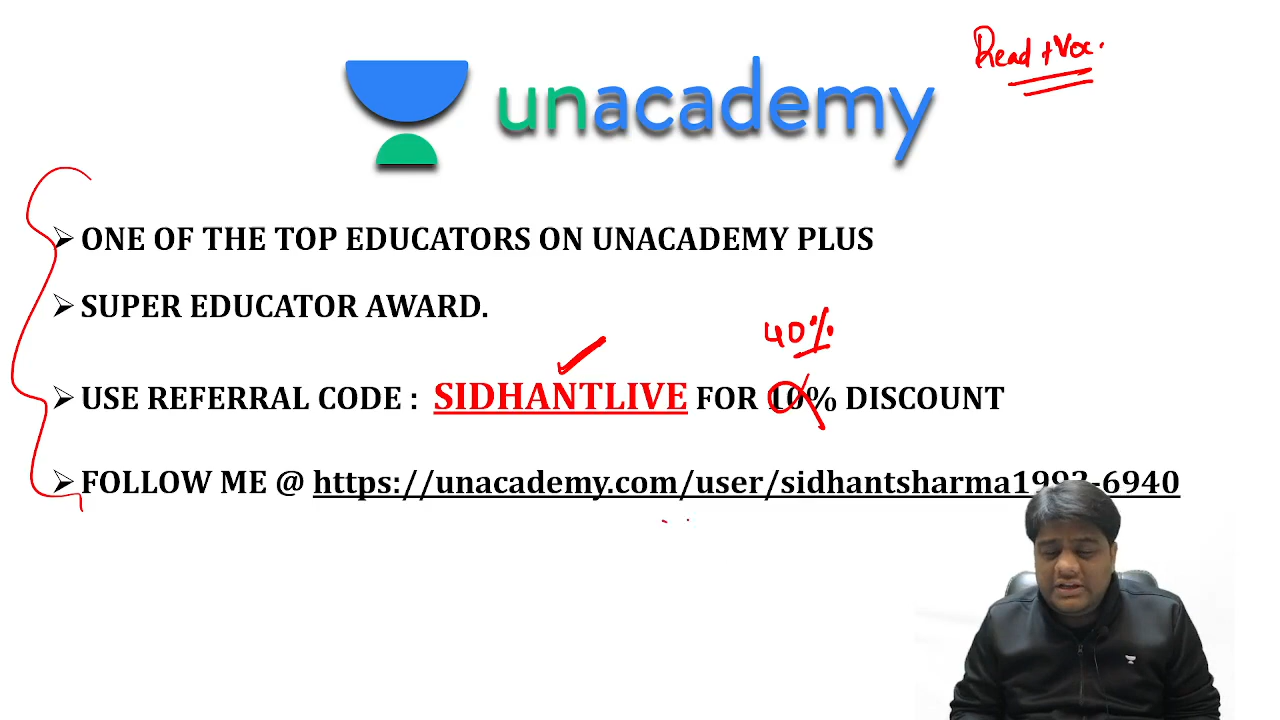 Read + Voc.
unacademy
➢ ONE OF THE TOP EDUCATORS ON UNACADEMY PLUS
➢ SUPER EDUCATOR AWARD.
40%
➢ USE REFERRAL CODE : SIDHANTLIVE FOR 10% DISCOUNT
➢ FOLLOW ME @ https://unacademy.com/user/sidhantsharma1993-6940